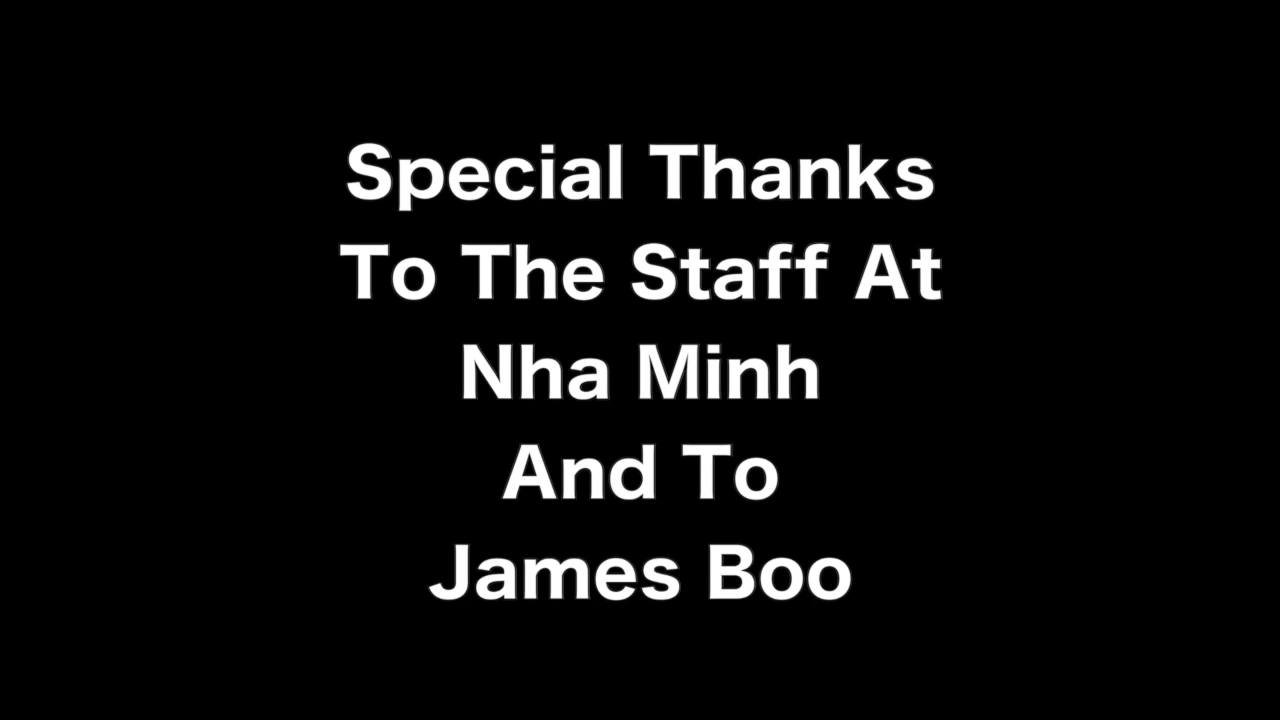 Special Thanks
To The Staff At
Nha Minh
And To
James Boo